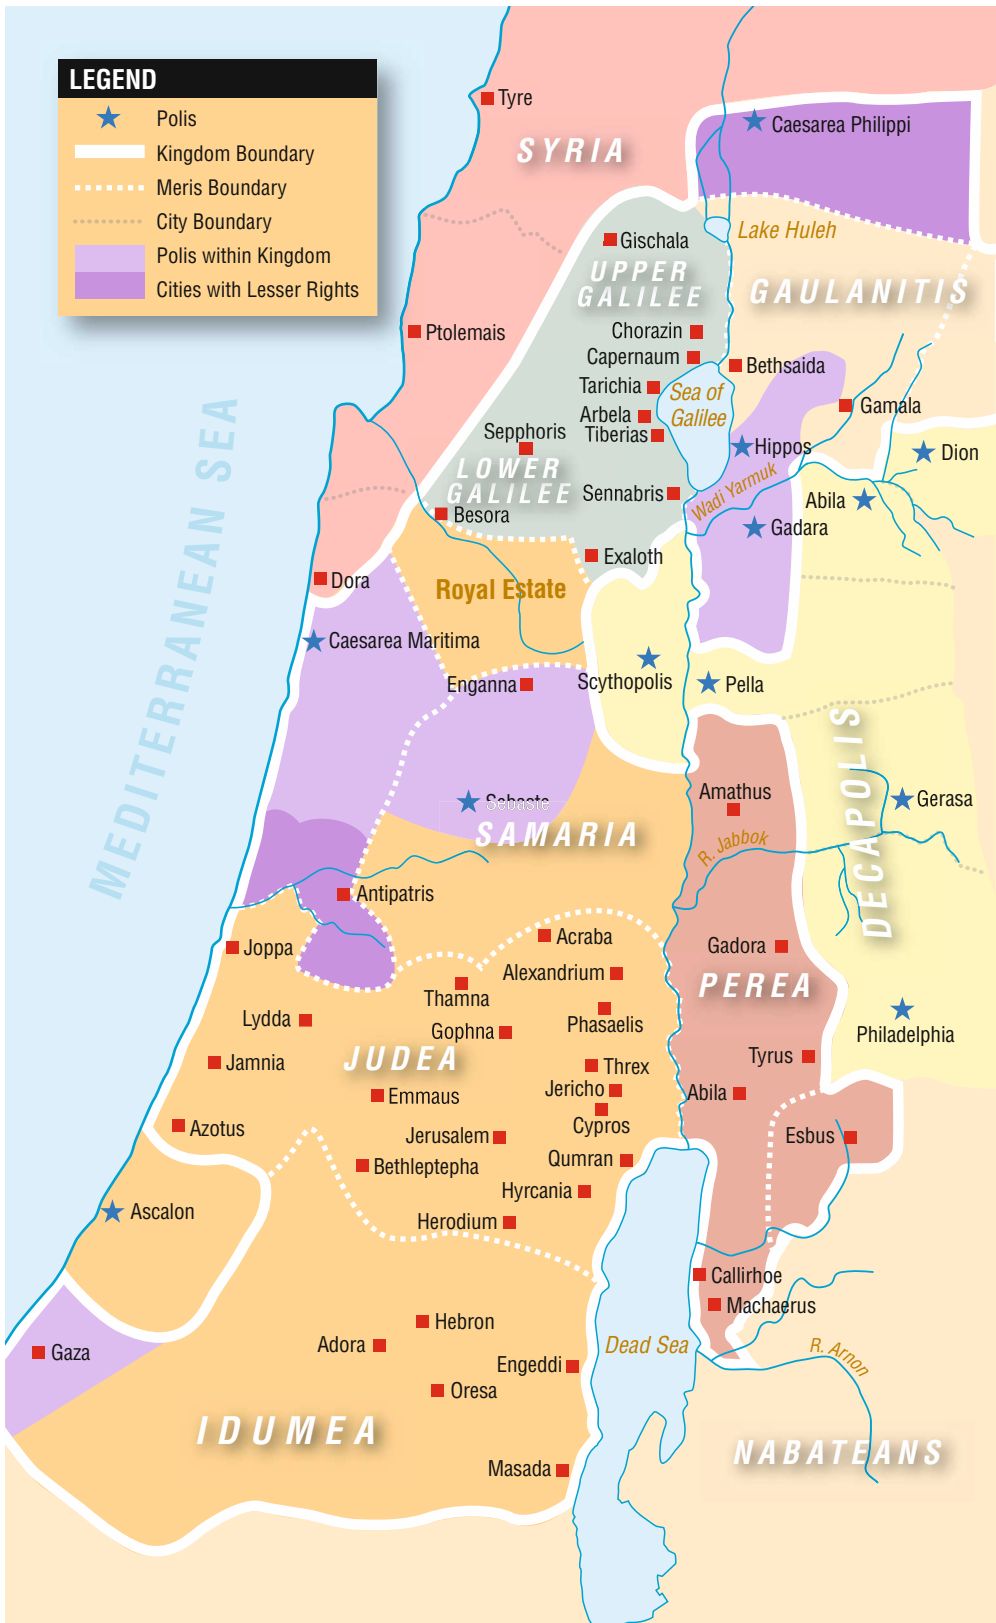 LEGEND
Polis
Kingdom Boundary
Meris Boundary
City Boundary
Polis within Kingdom
Cities with Lesser Rights
Tyre
SYRIA
Caesarea Philippi
Lake Huleh
Gischala
UPPER
GALILEE
GAULANITIS
Ptolemais
Chorazin
Capernaum
Bethsaida
Tarichia
Sea of
Galilee
Arbela
Tiberias
Gamala
Sepphoris
Hippos
Dion
LOWER
GALILEE
Wadi Yarmuk
Sennabris
Abila
Besora
Gadara
MEDITERRANEAN SEA
Exaloth
Dora
Royal Estate
Caesarea Maritima
Enganna
Scythopolis
Pella
DECAPOLIS
Sebaste
SAMARIA
Amathus
Gerasa
R. Jabbok
Antipatris
Joppa
Acraba
Gadora
Alexandrium
Thamna
PEREA
Lydda
Gophna
Phasaelis
Philadelphia
Jamnia
JUDEA
Threx
Tyrus
Jericho
Abila
Emmaus
Cypros
Azotus
Jerusalem
Esbus
Bethleptepha
Qumran
Hyrcania
Ascalon
Herodium
Callirhoe
Machaerus
Hebron
Gaza
Adora
Dead Sea
R. Arnon
Engeddi
Oresa
IDUMEA
NABATEANS
Masada